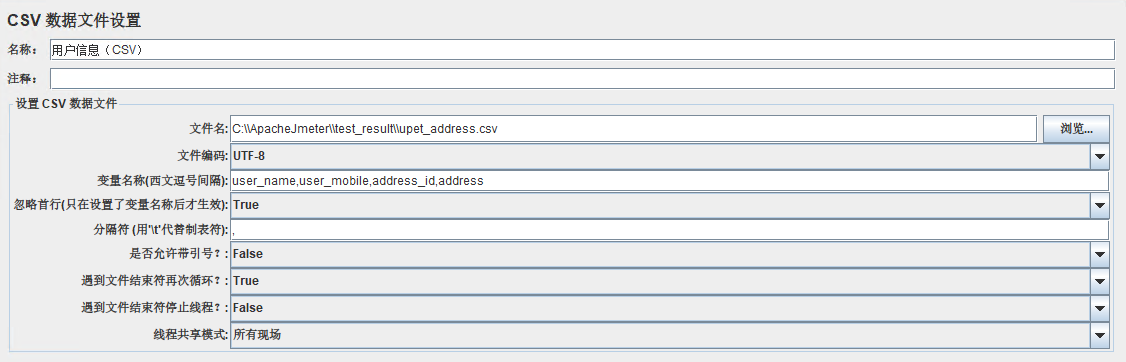 CSV 数据文件设置
名称： 用户信息（CSV）
注释：
设置 CSV 数据文件
文件名: C:\\ApacheJmeter\\test_result\\upet_address.csv 浏览...
文件编码: UTF-8
变量名称(西文逗号间隔): user_name,user_mobile,address_id,address
忽略首行(只在设置了变量名称后才生效): True
分隔符 (用'\t'代替制表符): ,
是否允许带引号？: False
遇到文件结束符再次循环？: True
遇到文件结束符停止线程？: False
线程共享模式: 所有现场